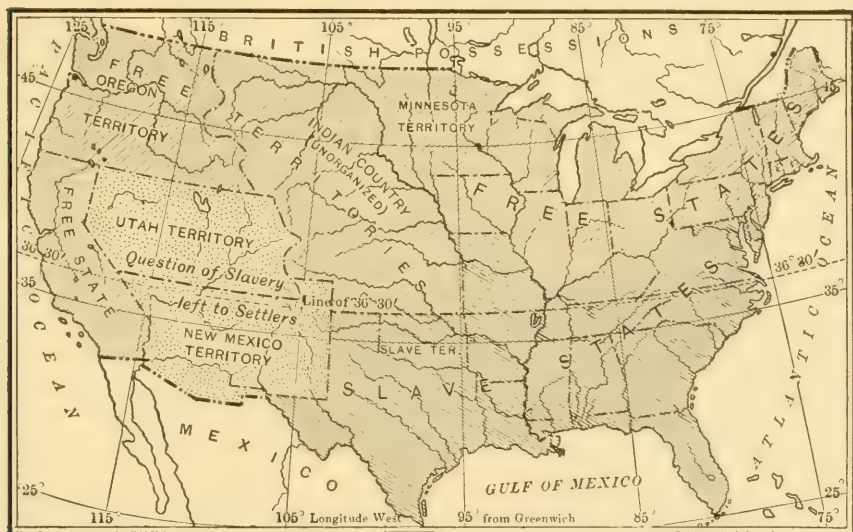 125° 115° 105° 95° 85° 75°
BRITISH POSSESSIONS
PACIFIC OCEAN
45°
FREE TERRITORIES
OREGON
TERRITORY
MINNESOTA
TERRITORY
INDIAN COUNTRY
(UNORGANIZED)
FREE STATES
FREE STATE
UTAH TERRITORY
Question of Slavery
left to Settlers
NEW MEXICO
TERRITORY
36° 30'
35°
Line of 36° 30'
36° 30'
35°
SLAVE TER.
SLAVE STATES
ATLANTIC OCEAN
MEXICO
GULF OF MEXICO
25°
25°
115° 105° Longitude West 95° from Greenwich 85° 75°